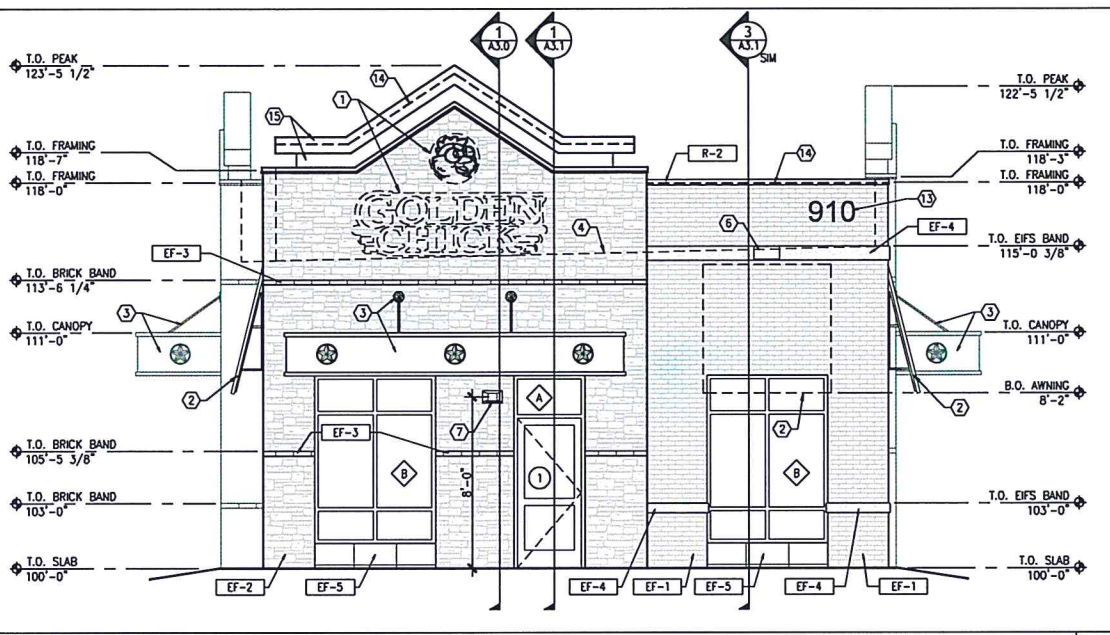 1
A3.0
1
A3.1
3
A3.1
SIM
T.O. PEAK
123'-5 1/2"
14
1
15
T.O. PEAK
122'-5 1/2"
T.O. FRAMING
118'-7"
T.O. FRAMING
118'-0"
R-2
14
T.O. FRAMING
118'-3"
T.O. FRAMING
118'-0"
GOLDEN
CHICK
910
13
4
6
EF-4
EF-3
T.O. EIFS BAND
115'-0 3/8"
T.O. BRICK BAND
113'-6 1/4"
3
3
3
T.O. CANOPY
111'-0"
T.O. CANOPY
111'-0"
2
A
7
2
2
B.O. AWNING
8'-2"
EF-3
T.O. BRICK BAND
105'-5 3/8"
8'-0"
B
1
B
T.O. BRICK BAND
103'-0"
T.O. EIFS BAND
103'-0"
T.O. SLAB
100'-0"
T.O. SLAB
100'-0"
EF-2
EF-5
EF-4
EF-1
EF-5
EF-4
EF-1